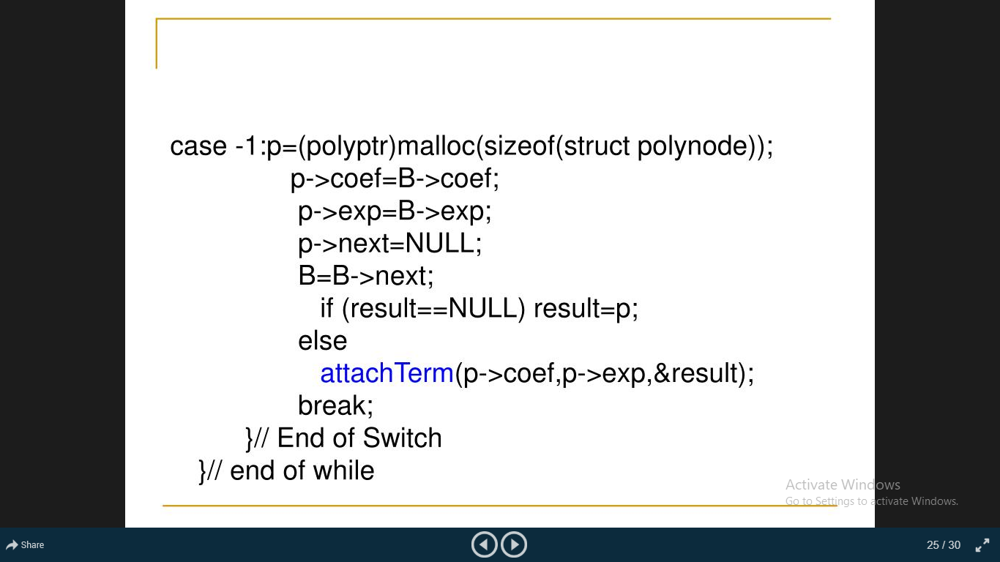 case -1:p=(polyptr)malloc(sizeof(struct polynode));
p->coef=B->coef;
p->exp=B->exp;
p->next=NULL;
B=B->next;
if (result==NULL) result=p;
else
attachTerm(p->coef,p->exp,&result);
break;
}// End of Switch
}// end of while
Activate Windows
Go to Settings to activate Windows.
Share
25 / 30